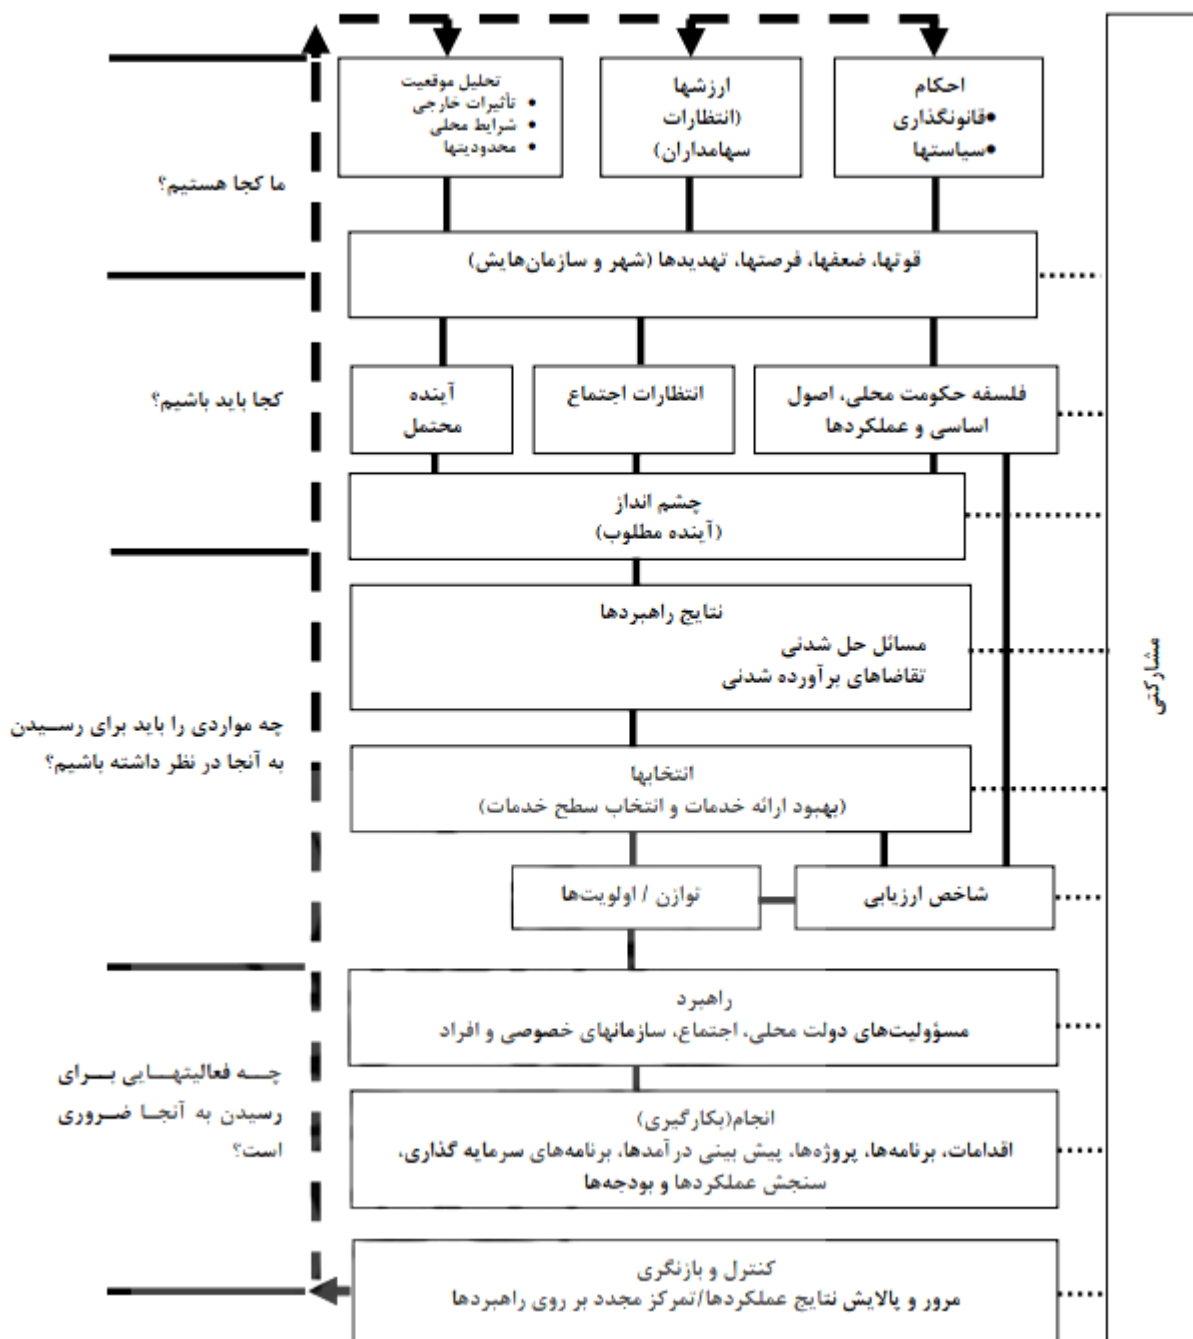 احکام
•قانونگذاری
•سیاستها
ارزشها
(انتظارات
سهامداران)
تحلیل موقعیت
• تأثیرات خارجی
• شرایط محلی
• محدودیتها
ما کجا هستیم؟
قوتها، ضعفها، فرصتها، تهدیدها (شهر و سازمان‌هایش)
فلسفه حکومت محلی، اصول
اساسی و عملکردها
انتظارات اجتماع
آینده
محتمل
کجا باید باشیم؟
چشم انداز
(آینده مطلوب)
نتایج راهبردها
مسائل حل شدنی
تقاضاهای برآورده شدنی
مشارکتی
چه مواردی را باید برای رسیدن
به آنجا در نظر داشته باشیم؟
انتخابها
(بهبود ارائه خدمات و انتخاب سطح خدمات)
شاخص ارزیابی
توازن / اولویت‌ها
راهبرد
مسؤولیت‌های دولت محلی، اجتماع، سازمانهای خصوصی و افراد
چه فعالیتهایی برای
رسیدن به آنجا ضروری
است؟
انجام(بکارگیری)
اقدامات، برنامه‌ها، پروژه‌ها، پیش بینی درآمدها، برنامه‌های سرمایه گذاری،
سنجش عملکردها و بودجه‌ها
کنترل و بازنگری
مرور و پالایش نتایج عملکردها/تمرکز مجدد بر روی راهبردها